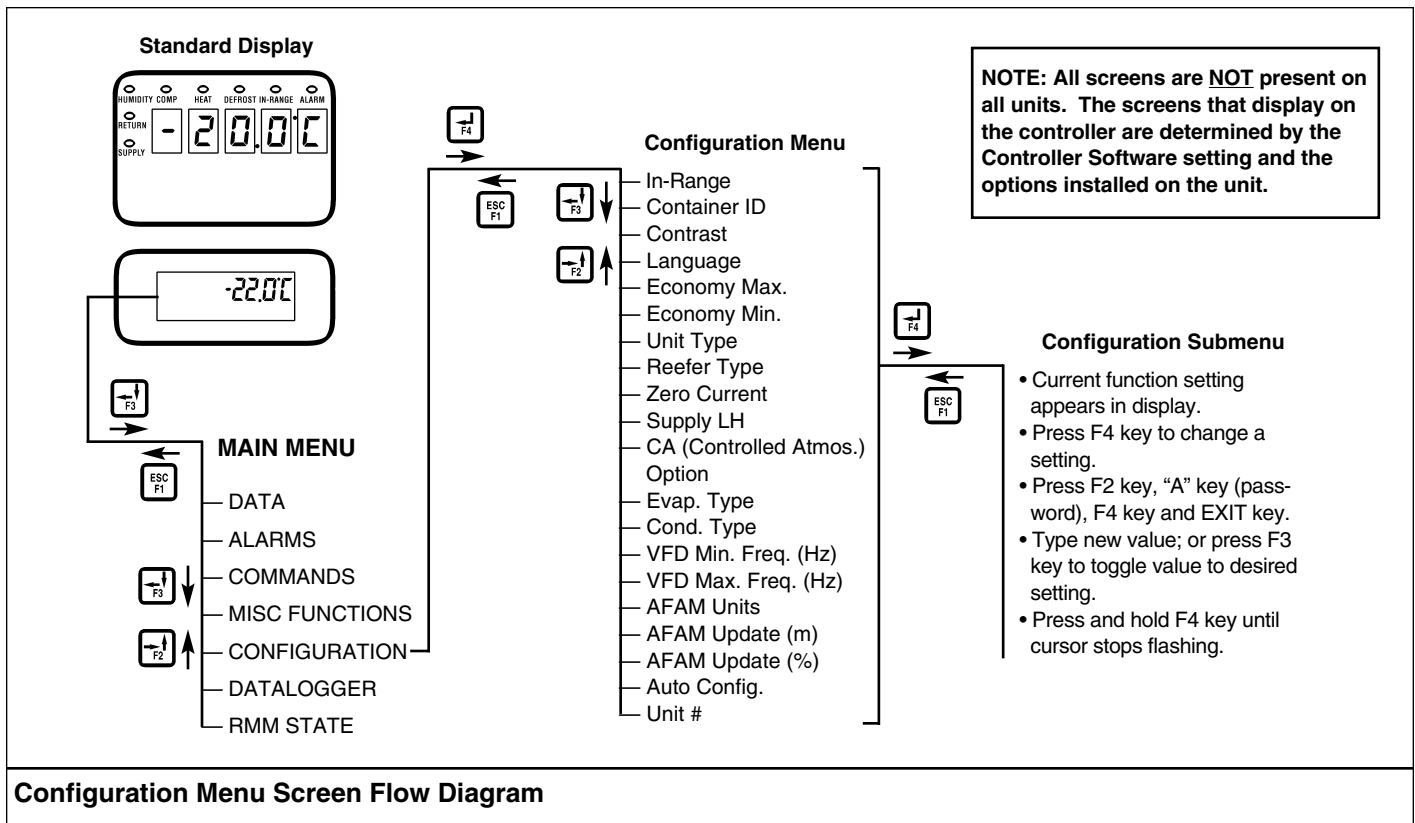 Standard Display
HUMIDITY COMP HEAT DEFROST IN-RANGE ALARM
RETURN
SUPPLY
-20.0°C
-22.0°C
F3
ESC
F1
MAIN MENU
DATA
ALARMS
COMMANDS
MISC FUNCTIONS
CONFIGURATION
DATALOGGER
RMM STATE
F3
F2
F4
ESC
F1
Configuration Menu
F3
F2
In-Range
Container ID
Contrast
Language
Economy Max.
Economy Min.
Unit Type
Reefer Type
Zero Current
Supply LH
CA (Controlled Atmos.)
Option
Evap. Type
Cond. Type
VFD Min. Freq. (Hz)
VFD Max. Freq. (Hz)
AFAM Units
AFAM Update (m)
AFAM Update (%)
Auto Config.
Unit #
NOTE: All screens are NOT present on
all units. The screens that display on
the controller are determined by the
Controller Software setting and the
options installed on the unit.
F4
ESC
F1
Configuration Submenu
• Current function setting
appears in display.
• Press F4 key to change a
setting.
• Press F2 key, “A” key (pass-
word), F4 key and EXIT key.
• Type new value; or press F3
key to toggle value to desired
setting.
• Press and hold F4 key until
cursor stops flashing.
Configuration Menu Screen Flow Diagram